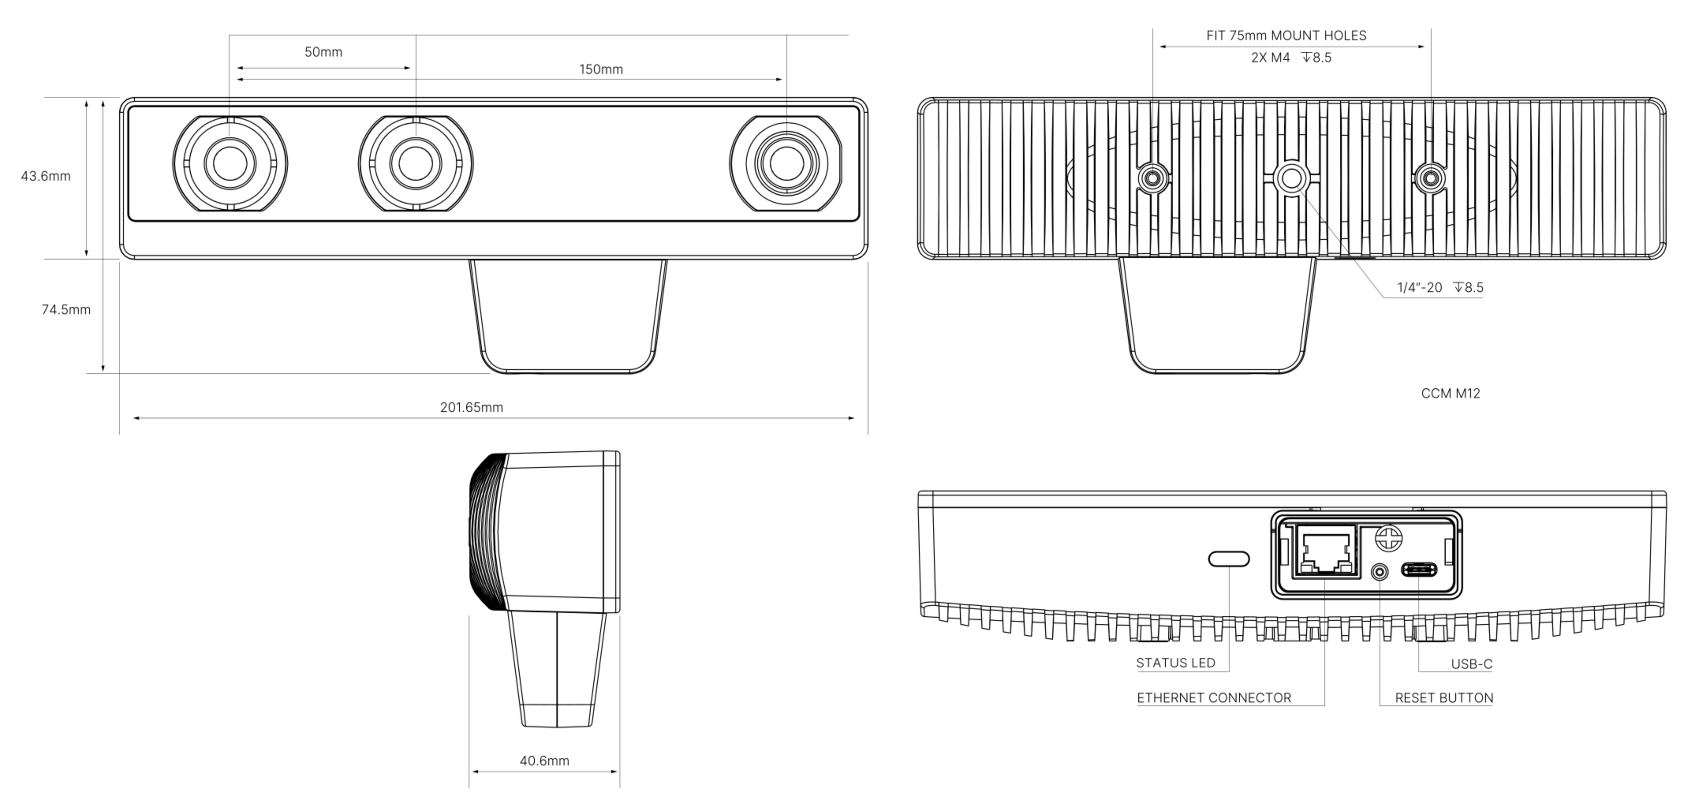 50mm
150mm
43.6mm
74.5mm
201.65mm
FIT 75mm MOUNT HOLES
2X M4 ↧8.5
1/4”-20 ↧8.5
CCM M12
40.6mm
STATUS LED
USB-C
ETHERNET CONNECTOR
RESET BUTTON